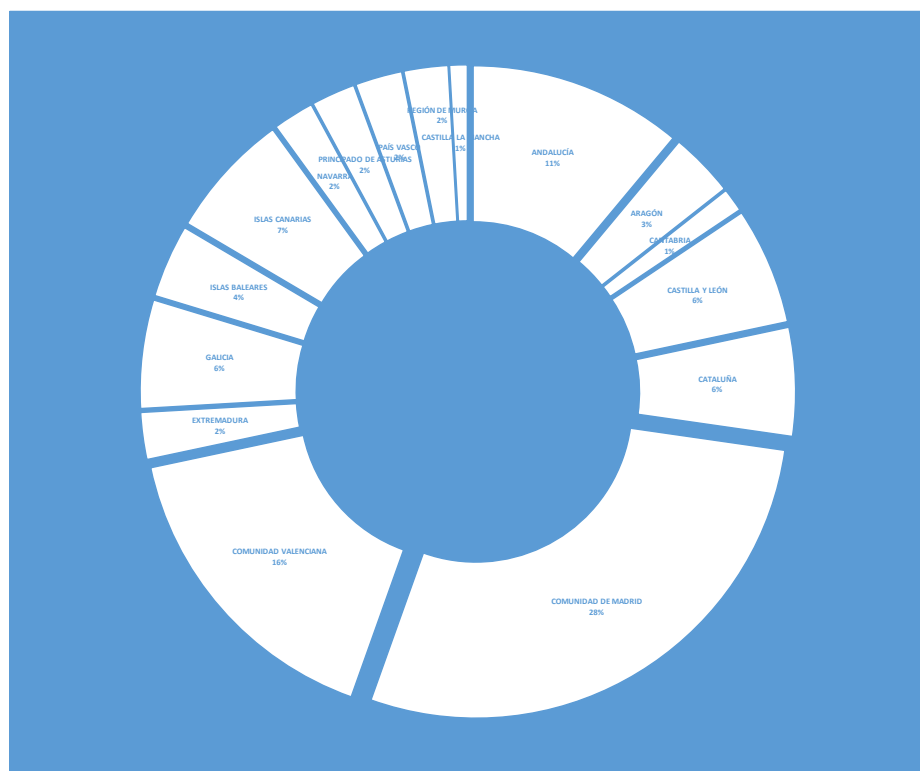 ANDALUCÍA
11%
ARAGÓN
3%
CANTABRIA
1%
CASTILLA Y LEÓN
6%
CATALUÑA
6%
COMUNIDAD DE MADRID
28%
COMUNIDAD VALENCIANA
16%
EXTREMADURA
2%
GALICIA
6%
ISLAS BALEARES
4%
ISLAS CANARIAS
7%
NAVARRA
2%
PRINCIPADO DE ASTURIAS
2%
PAÍS VASCO
2%
REGIÓN DE MURCIA
2%
CASTILLA LA MANCHA
1%